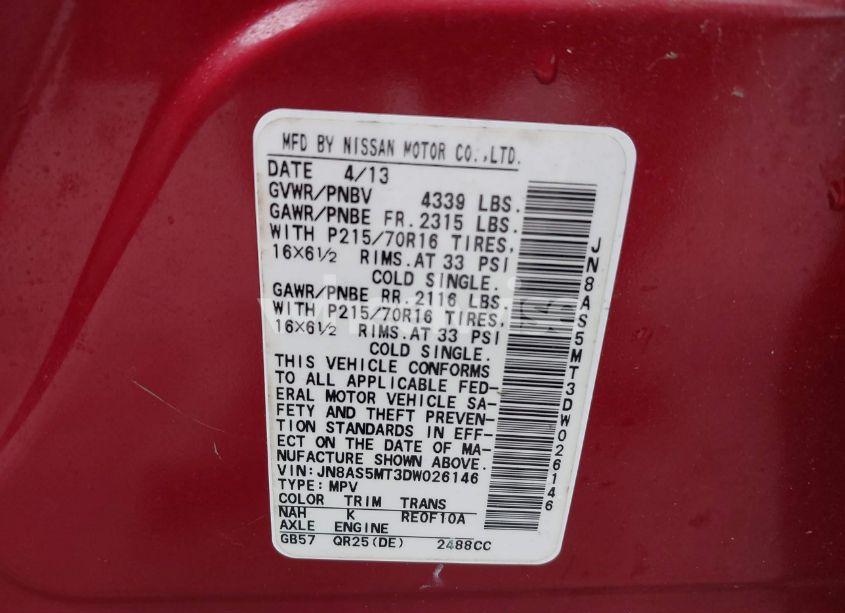 MFD BY NISSAN MOTOR CO.,LTD.
DATE 4/13
GVWR/PNBV 4339 LBS.
GAWR/PNBE FR. 2315 LBS.
WITH P215/70R16 TIRES,
16X6½ RIMS. AT 33 PSI
COLD SINGLE.
GAWR/PNBE RR. 2116 LBS.
WITH P215/70R16 TIRES,
16X6½ RIMS. AT 33 PSI
COLD SINGLE.
THIS VEHICLE CONFORMS
TO ALL APPLICABLE FED-
ERAL MOTOR VEHICLE SA-
FETY AND THEFT PREVEN-
TION STANDARDS IN EFF-
ECT ON THE DATE OF MA-
NUFACTURE SHOWN ABOVE.
VIN:JN8AS5MT3DW026146
TYPE:MPV
COLOR TRIM TRANS
NAH K RE0F10A
AXLE ENGINE
GB57 QR25(DE) 2488CC
JN8AS5MT3DW026146